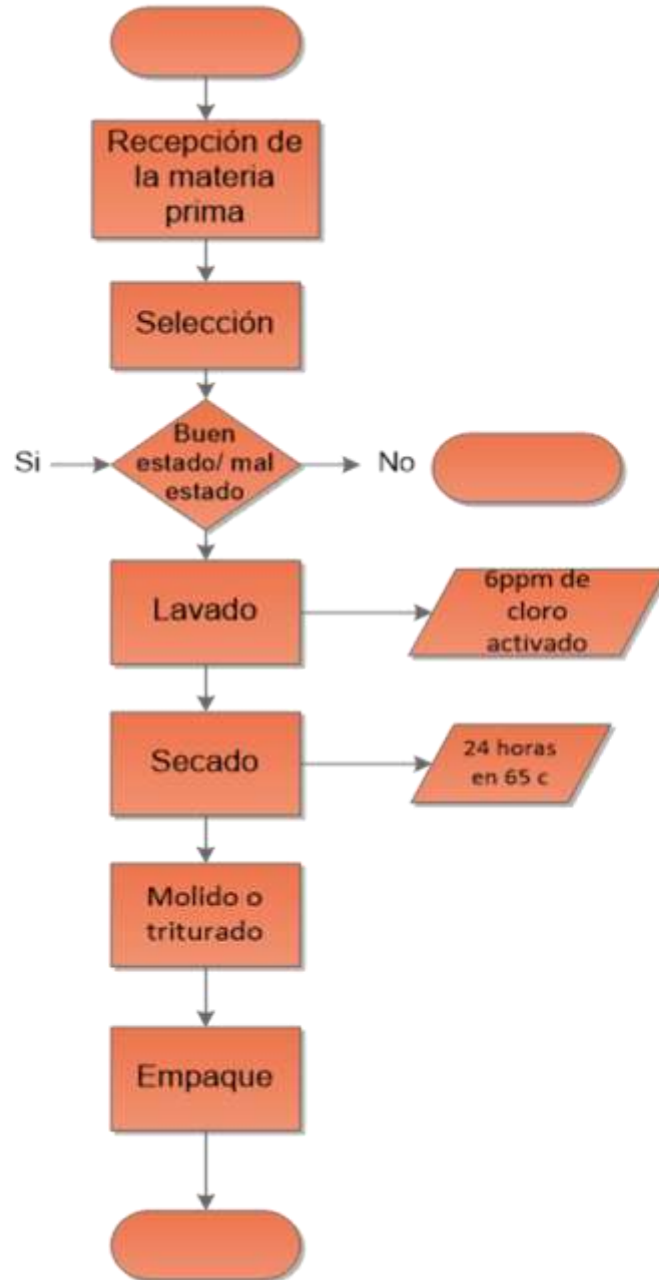 Recepción de
la materia
prima
Selección
Si
Buen
estado/ mal
estado
No
Lavado
6ppm de
cloro
activado
Secado
24 horas
en 65 c
Molido o
triturado
Empaque